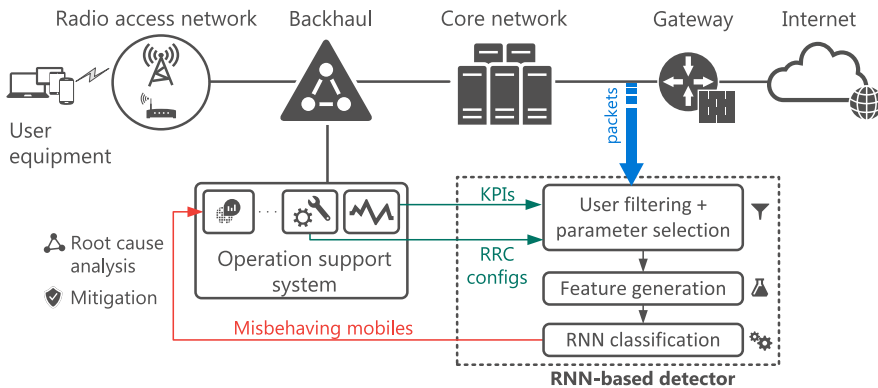 Radio access network
Backhaul
Core network
Gateway
Internet
User
equipment
packets
KPIs
User filtering +
parameter selection
RRC
configs
Operation support
system
Root cause
analysis
Mitigation
Feature generation
Misbehaving mobiles
RNN classification
RNN-based detector